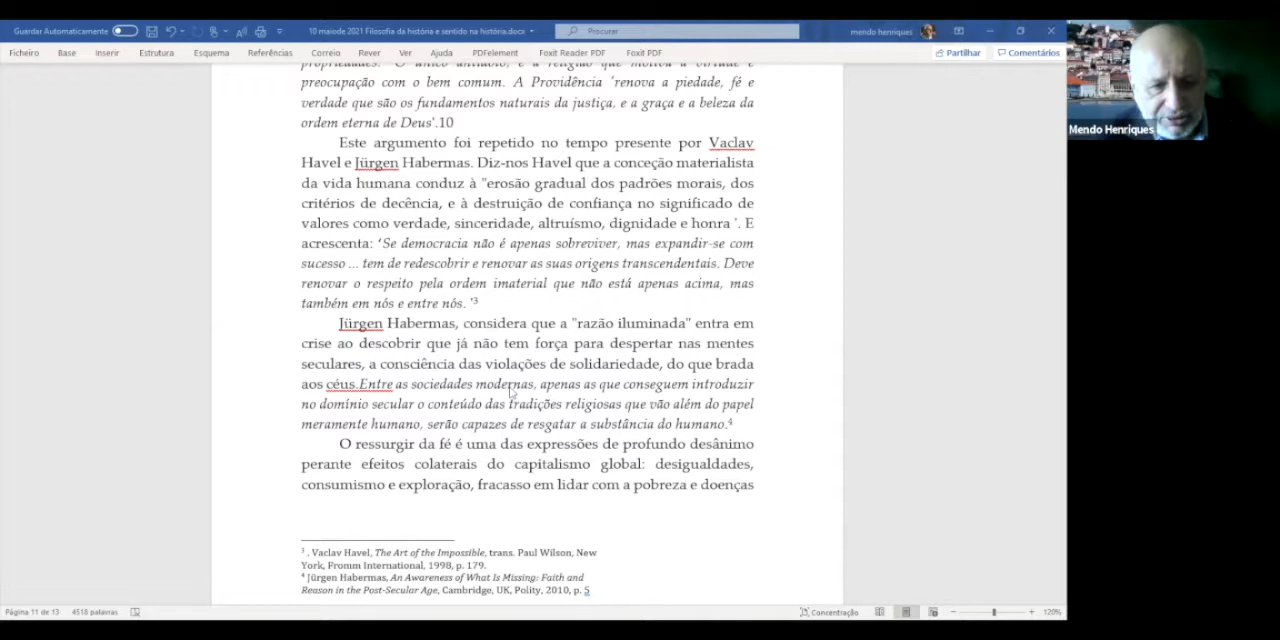 Guardar Automaticamente
10 maiode 2021 Filosofia da história e sentido na história.docx
Procurar
mendo henriques
Ficheiro Base Inserir Estrutura Esquema Referências Correio Rever Ver Ajuda PDFelement Foxit Reader PDF Foxit PDF Partilhar Comentários
preocupação com o bem comum. A Providência 'renova a piedade, fé e
verdade que são os fundamentos naturais da justiça, e a graça e a beleza da
ordem eterna de Deus'.10
Este argumento foi repetido no tempo presente por Vaclav
Havel e Jürgen Habermas. Diz-nos Havel que a conceção materialista
da vida humana conduz à "erosão gradual dos padrões morais, dos
critérios de decência, e à destruição de confiança no significado de
valores como verdade, sinceridade, altruísmo, dignidade e honra '. E
acrescenta: 'Se democracia não é apenas sobreviver, mas expandir-se com
sucesso ... tem de redescobrir e renovar as suas origens transcendentais. Deve
renovar o respeito pela ordem imaterial que não está apenas acima, mas
também em nós e entre nós. '3
Jürgen Habermas, considera que a "razão iluminada" entra em
crise ao descobrir que já não tem força para despertar nas mentes
seculares, a consciência das violações de solidariedade, do que brada
aos céus.Entre as sociedades modernas, apenas as que conseguem introduzir
no domínio secular o conteúdo das tradições religiosas que vão além do papel
meramente humano, serão capazes de resgatar a substância do humano.4
O ressurgir da fé é uma das expressões de profundo desânimo
perante efeitos colaterais do capitalismo global: desigualdades,
consumismo e exploração, fracasso em lidar com a pobreza e doenças
3 . Vaclav Havel, The Art of the Impossible, trans. Paul Wilson, New
York, Fromm International, 1998, p. 179.
4 Jürgen Habermas, An Awareness of What Is Missing: Faith and
Reason in the Post-Secular Age, Cambridge, UK, Polity, 2010, p. 5
Página 11 de 13 4518 palavras Concentração 120%
Mendo Henriques